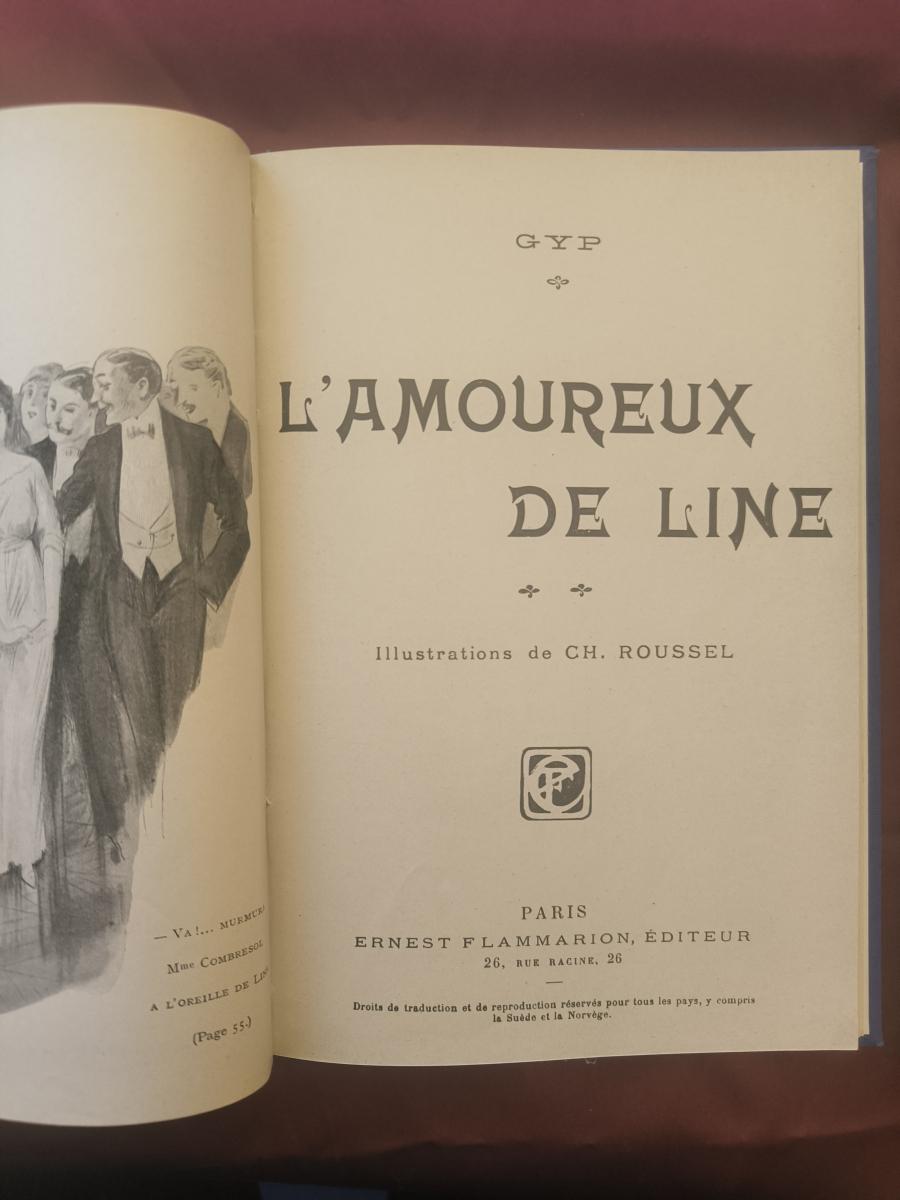 — VA !... MURMURA
Mme COMBRESOL
A L'OREILLE DE LINE
(Page 55.)
GYP
L'AMOUREUX
DE LINE
Illustrations de CH. ROUSSEL
PARIS
ERNEST FLAMMARION, ÉDITEUR
26, RUE RACINE, 26
Droits de traduction et de reproduction réservés pour tous les pays, y compris
la Suède et la Norvège.